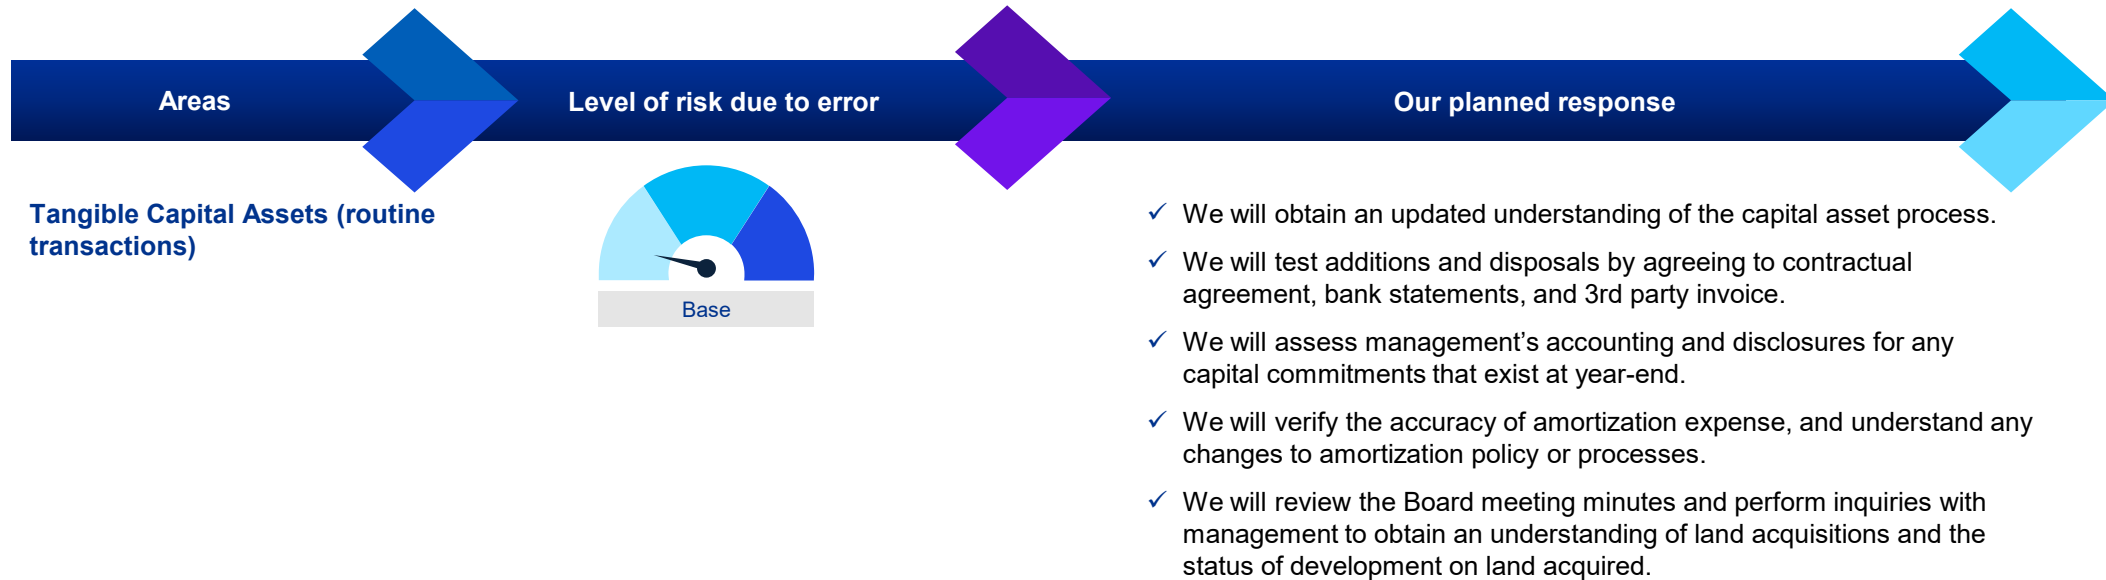 Areas
Level of risk due to error
Our planned response
Tangible Capital Assets (routine
transactions)
Base
✓ We will obtain an updated understanding of the capital asset process.
✓ We will test additions and disposals by agreeing to contractual
agreement, bank statements, and 3rd party invoice.
✓ We will assess management’s accounting and disclosures for any
capital commitments that exist at year-end.
✓ We will verify the accuracy of amortization expense, and understand any
changes to amortization policy or processes.
✓ We will review the Board meeting minutes and perform inquiries with
management to obtain an understanding of land acquisitions and the
status of development on land acquired.